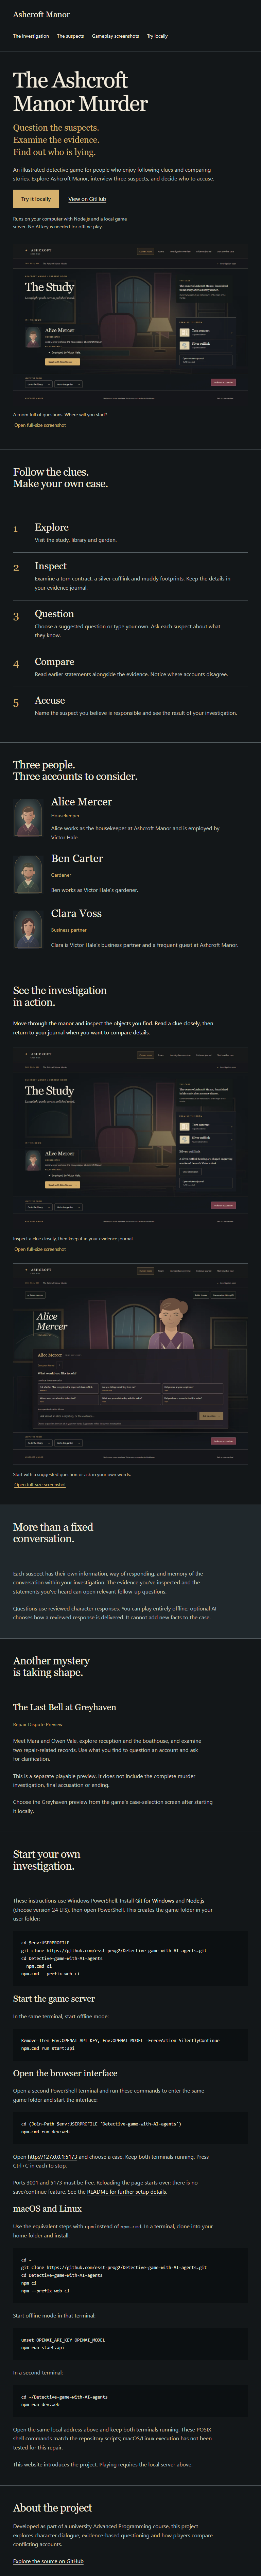 Ashcroft Manor
The investigation The suspects Gameplay screenshots Try locally
The Ashcroft
Manor Murder
Question the suspects.
Examine the evidence.
Find out who is lying.
An illustrated detective game for people who enjoy following clues and comparing
stories. Explore Ashcroft Manor, interview three suspects, and decide who to accuse.
Try it locally View on GitHub
Runs on your computer with Node.js and a local game
server. No AI key is needed for offline play.
ASHCROFT
The Study
Alice Mercer
A room full of questions. Where will you start?
Open full-size screenshot
Follow the clues.
Make your own case.
1 Explore
Visit the study, library and garden.
2 Inspect
Examine a torn contract, a silver cufflink and muddy footprints. Keep the details in
your evidence journal.
3 Question
Choose a suggested question or type your own. Ask each suspect about what
they know.
4 Compare
Read earlier statements alongside the evidence. Notice where accounts disagree.
5 Accuse
Name the suspect you believe is responsible and see the result of your investigation.
Three people.
Three accounts to consider.
Alice Mercer
Housekeeper
Alice works as the housekeeper at Ashcroft Manor and is employed by
Victor Hale.
Ben Carter
Gardener
Ben works as Victor Hale's gardener.
Clara Voss
Business partner
Clara is Victor Hale's business partner and a frequent guest at Ashcroft Manor.
See the investigation
in action.
Move through the manor and inspect the objects you find. Read a clue closely, then
return to your journal when you want to compare details.
ASHCROFT
The Study
Alice Mercer
Inspect a clue closely, then keep it in your evidence journal.
Open full-size screenshot
ASHCROFT
Alice
Mercer
Alice Mercer
What would you like to ask?
Start with a suggested question or ask in your own words.
Open full-size screenshot
More than a fixed
conversation.
Each suspect has their own information, way of responding, and memory of the
conversation within your investigation. The evidence you've inspected and the
statements you've heard can open relevant follow-up questions.
Questions use reviewed character responses. You can play entirely offline; optional AI
chooses how a reviewed response is delivered. It cannot add new facts to the case.
Another mystery
is taking shape.
The Last Bell at Greyhaven
Repair Dispute Preview
Meet Mara and Owen Vale, explore reception and the boathouse, and examine
two repair-related records. Use what you find to question an account and ask
for clarification.
This is a separate playable preview. It does not include the complete murder
investigation, final accusation or ending.
Choose the Greyhaven preview from the game's case-selection screen after starting
it locally.
Start your own
investigation.
These instructions use Windows PowerShell. Install Git for Windows and Node.js
(choose version 24 LTS), then open PowerShell. This creates the game folder in your
user folder:
cd $env:USERPROFILE
git clone https://github.com/esst-prog2/Detective-game-with-AI-agents.git
cd Detective-game-with-AI-agents
npm.cmd ci
npm.cmd --prefix web ci
Start the game server
In the same terminal, start offline mode:
Remove-Item Env:OPENAI_API_KEY, Env:OPENAI_MODEL -ErrorAction SilentlyContinue
npm.cmd run start:api
Open the browser interface
Open a second PowerShell terminal and run these commands to enter the same
game folder and start the interface:
cd (Join-Path $env:USERPROFILE 'Detective-game-with-AI-agents')
npm.cmd run dev:web
Open http://127.0.0.1:5173 and choose a case. Keep both terminals running. Press
Ctrl+C in each to stop.
Ports 3001 and 5173 must be free. Reloading the page starts over; there is no
save/continue feature. See the README for further setup details.
macOS and Linux
Use the equivalent steps with npm instead of npm.cmd. In a terminal, clone into your
home folder and install:
cd ~
git clone https://github.com/esst-prog2/Detective-game-with-AI-agents.git
cd Detective-game-with-AI-agents
npm ci
npm --prefix web ci
Start offline mode in that terminal:
unset OPENAI_API_KEY OPENAI_MODEL
npm run start:api
In a second terminal:
cd ~/Detective-game-with-AI-agents
npm run dev:web
Open the same local address above and keep both terminals running. These POSIX-
shell commands match the repository scripts; macOS/Linux execution has not been
tested for this repair.
This website introduces the project. Playing requires the local server above.
About the project
Developed as part of a university Advanced Programming course, this project
explores character dialogue, evidence-based questioning and how players compare
conflicting accounts.
Explore the source on GitHub